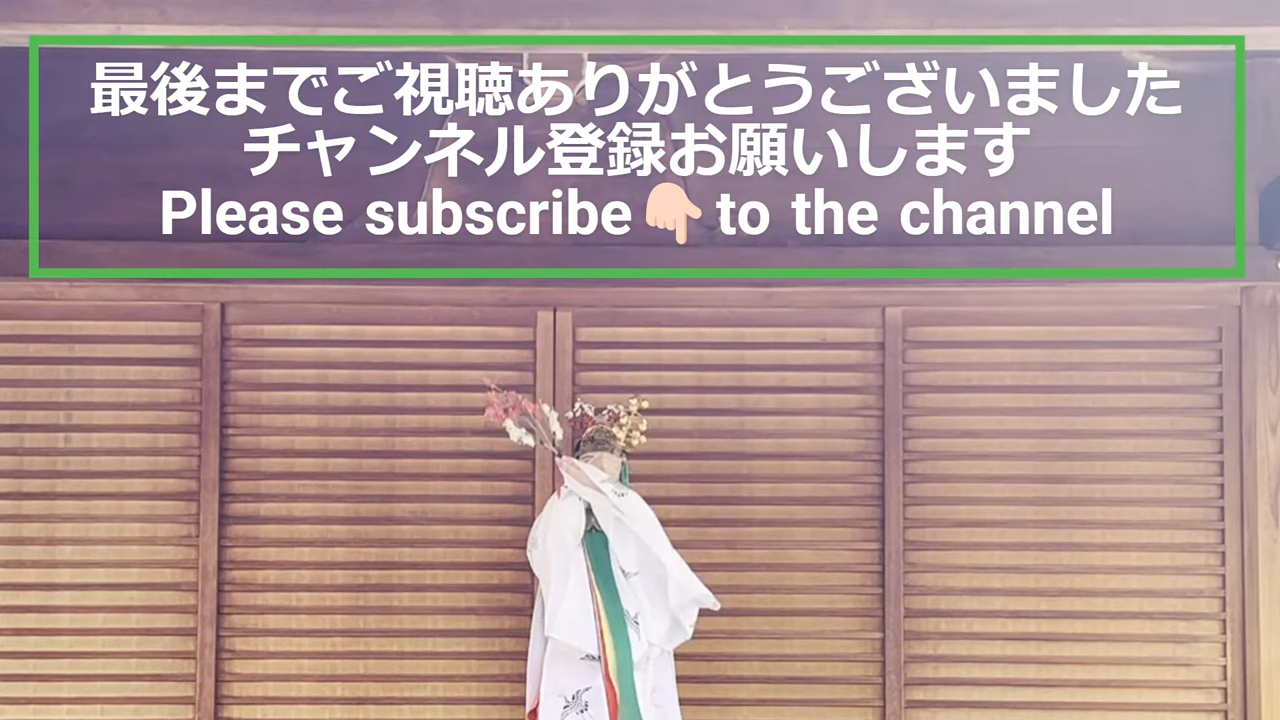 最後までご視聴ありがとうございました
チャンネル登録お願いします
Please subscribe👇🏻to the channel